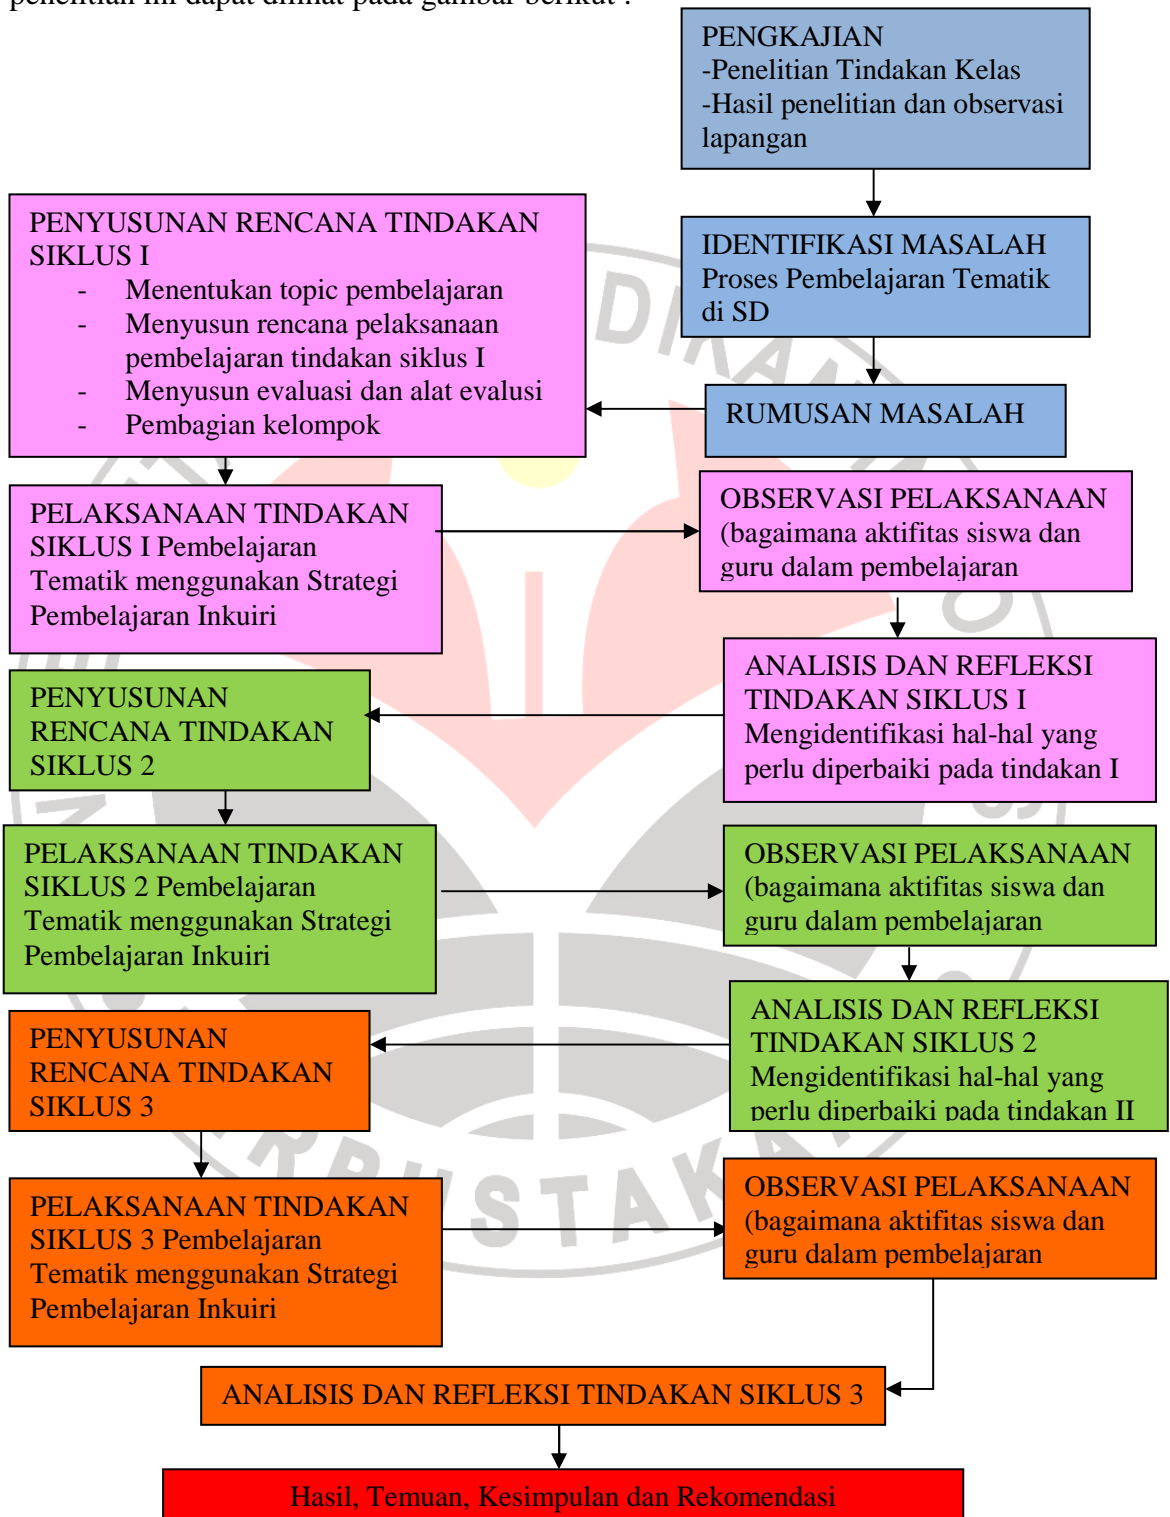 penelitian ini dapat dilihat pada gambar berikut :
PENGKAJIAN
-Penelitian Tindakan Kelas
-Hasil penelitian dan observasi
lapangan
IDENTIFIKASI MASALAH
Proses Pembelajaran Tematik
di SD
RUMUSAN MASALAH
PENYUSUNAN RENCANA TINDAKAN
SIKLUS I
- Menentukan topic pembelajaran
- Menyusun rencana pelaksanaan
pembelajaran tindakan siklus I
- Menyusun evaluasi dan alat evalusi
- Pembagian kelompok
PELAKSANAAN TINDAKAN
SIKLUS I Pembelajaran
Tematik menggunakan Strategi
Pembelajaran Inkuiri
OBSERVASI PELAKSANAAN
(bagaimana aktifitas siswa dan
guru dalam pembelajaran
ANALISIS DAN REFLEKSI
TINDAKAN SIKLUS I
Mengidentifikasi hal-hal yang
perlu diperbaiki pada tindakan I
PENYUSUNAN
RENCANA TINDAKAN
SIKLUS 2
PELAKSANAAN TINDAKAN
SIKLUS 2 Pembelajaran
Tematik menggunakan Strategi
Pembelajaran Inkuiri
OBSERVASI PELAKSANAAN
(bagaimana aktifitas siswa dan
guru dalam pembelajaran
ANALISIS DAN REFLEKSI
TINDAKAN SIKLUS 2
Mengidentifikasi hal-hal yang
perlu diperbaiki pada tindakan II
PENYUSUNAN
RENCANA TINDAKAN
SIKLUS 3
PELAKSANAAN TINDAKAN
SIKLUS 3 Pembelajaran
Tematik menggunakan Strategi
Pembelajaran Inkuiri
OBSERVASI PELAKSANAAN
(bagaimana aktifitas siswa dan
guru dalam pembelajaran
ANALISIS DAN REFLEKSI TINDAKAN SIKLUS 3
Hasil, Temuan, Kesimpulan dan Rekomendasi